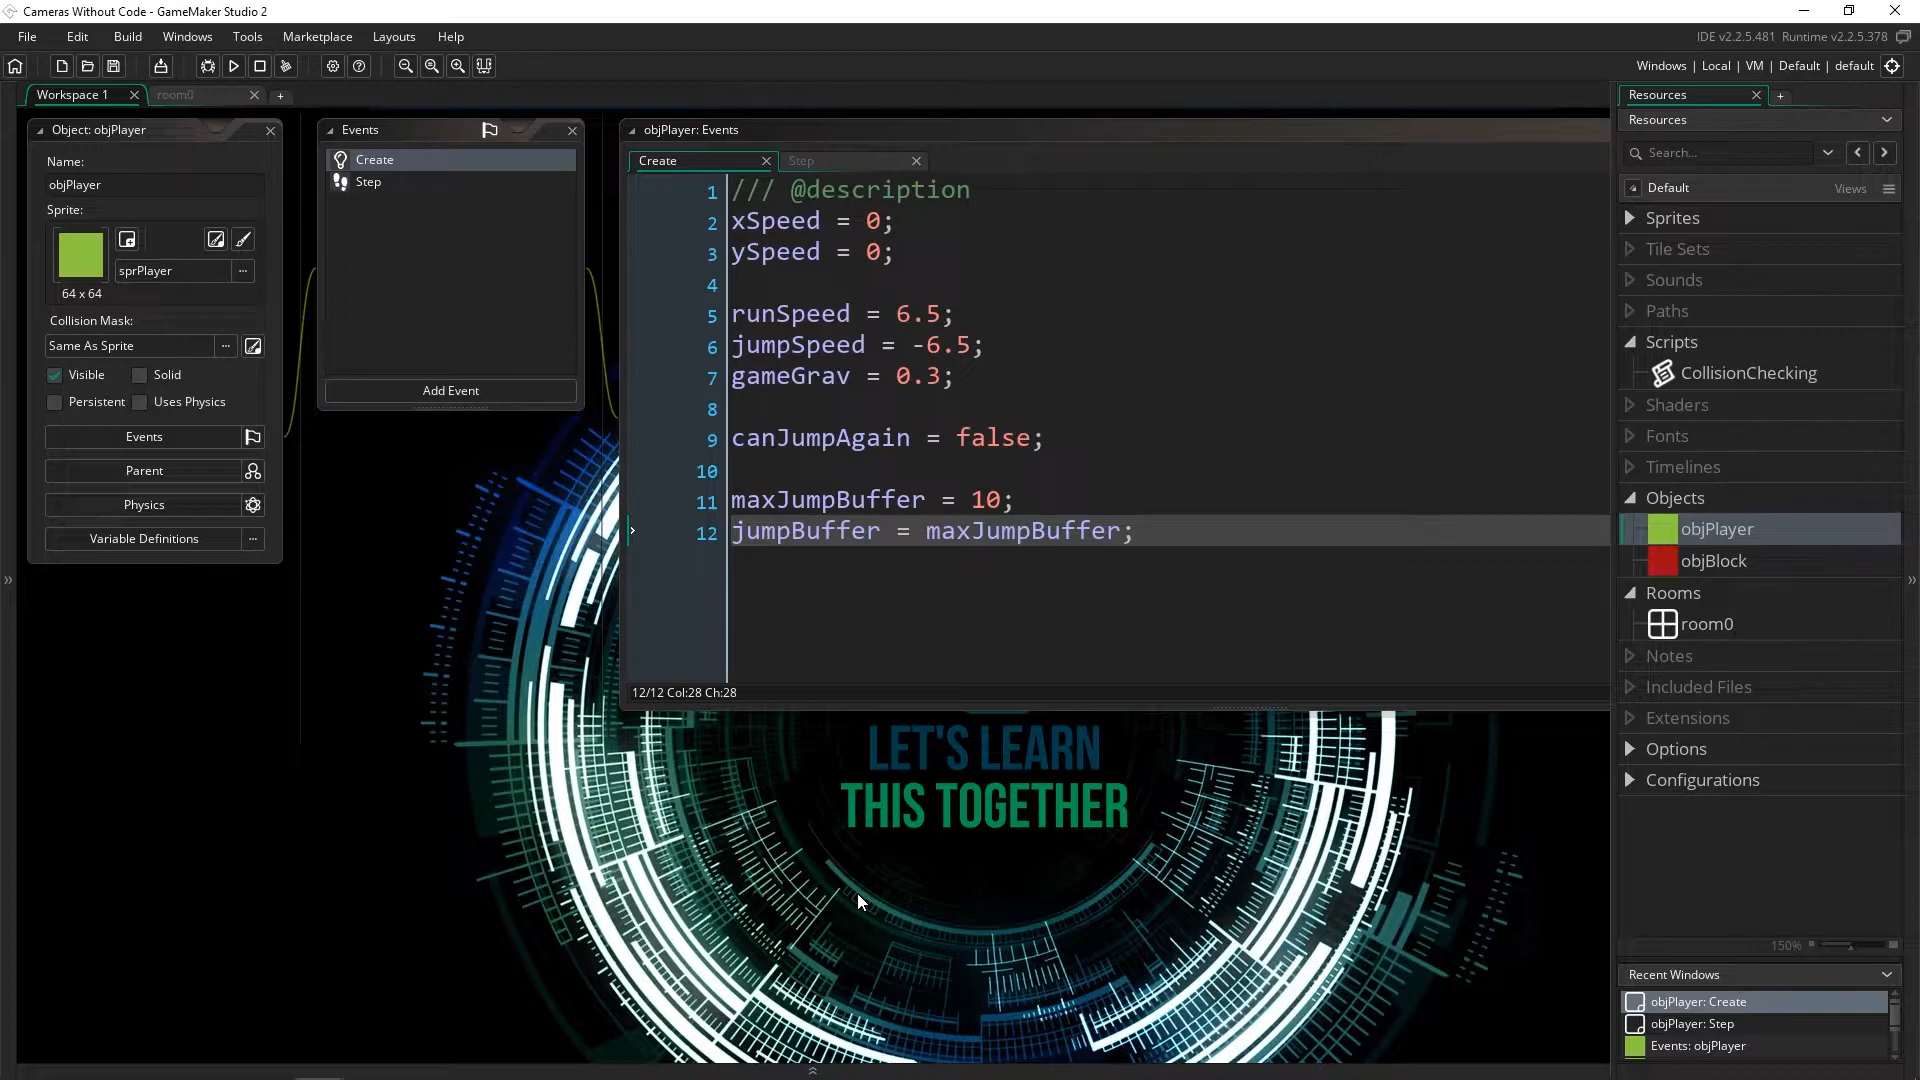 Cameras Without Code - GameMaker Studio 2
File Edit Build Windows Tools Marketplace Layouts Help
IDE v2.2.5.481 Runtime v2.2.5.378
Windows | Local | VM | Default | default
Workspace 1
room0
Object: objPlayer
Name:
objPlayer
Sprite:
sprPlayer
64 x 64
Collision Mask:
Same As Sprite
Visible Solid
Persistent Uses Physics
Events
Parent
Physics
Variable Definitions
Events
Create
Step
Add Event
objPlayer: Events
Create
Step
1 /// @description
2 xSpeed = 0;
3 ySpeed = 0;
4
5 runSpeed = 6.5;
6 jumpSpeed = -6.5;
7 gameGrav = 0.3;
8
9 canJumpAgain = false;
10
11 maxJumpBuffer = 10;
12 jumpBuffer = maxJumpBuffer;
12/12 Col:28 Ch:28
LET'S LEARN
THIS TOGETHER
Resources
Resources
Search...
Default
Views
Sprites
Tile Sets
Sounds
Paths
Scripts
CollisionChecking
Shaders
Fonts
Timelines
Objects
objPlayer
objBlock
Rooms
room0
Notes
Included Files
Extensions
Options
Configurations
150%
Recent Windows
objPlayer: Create
objPlayer: Step
Events: objPlayer